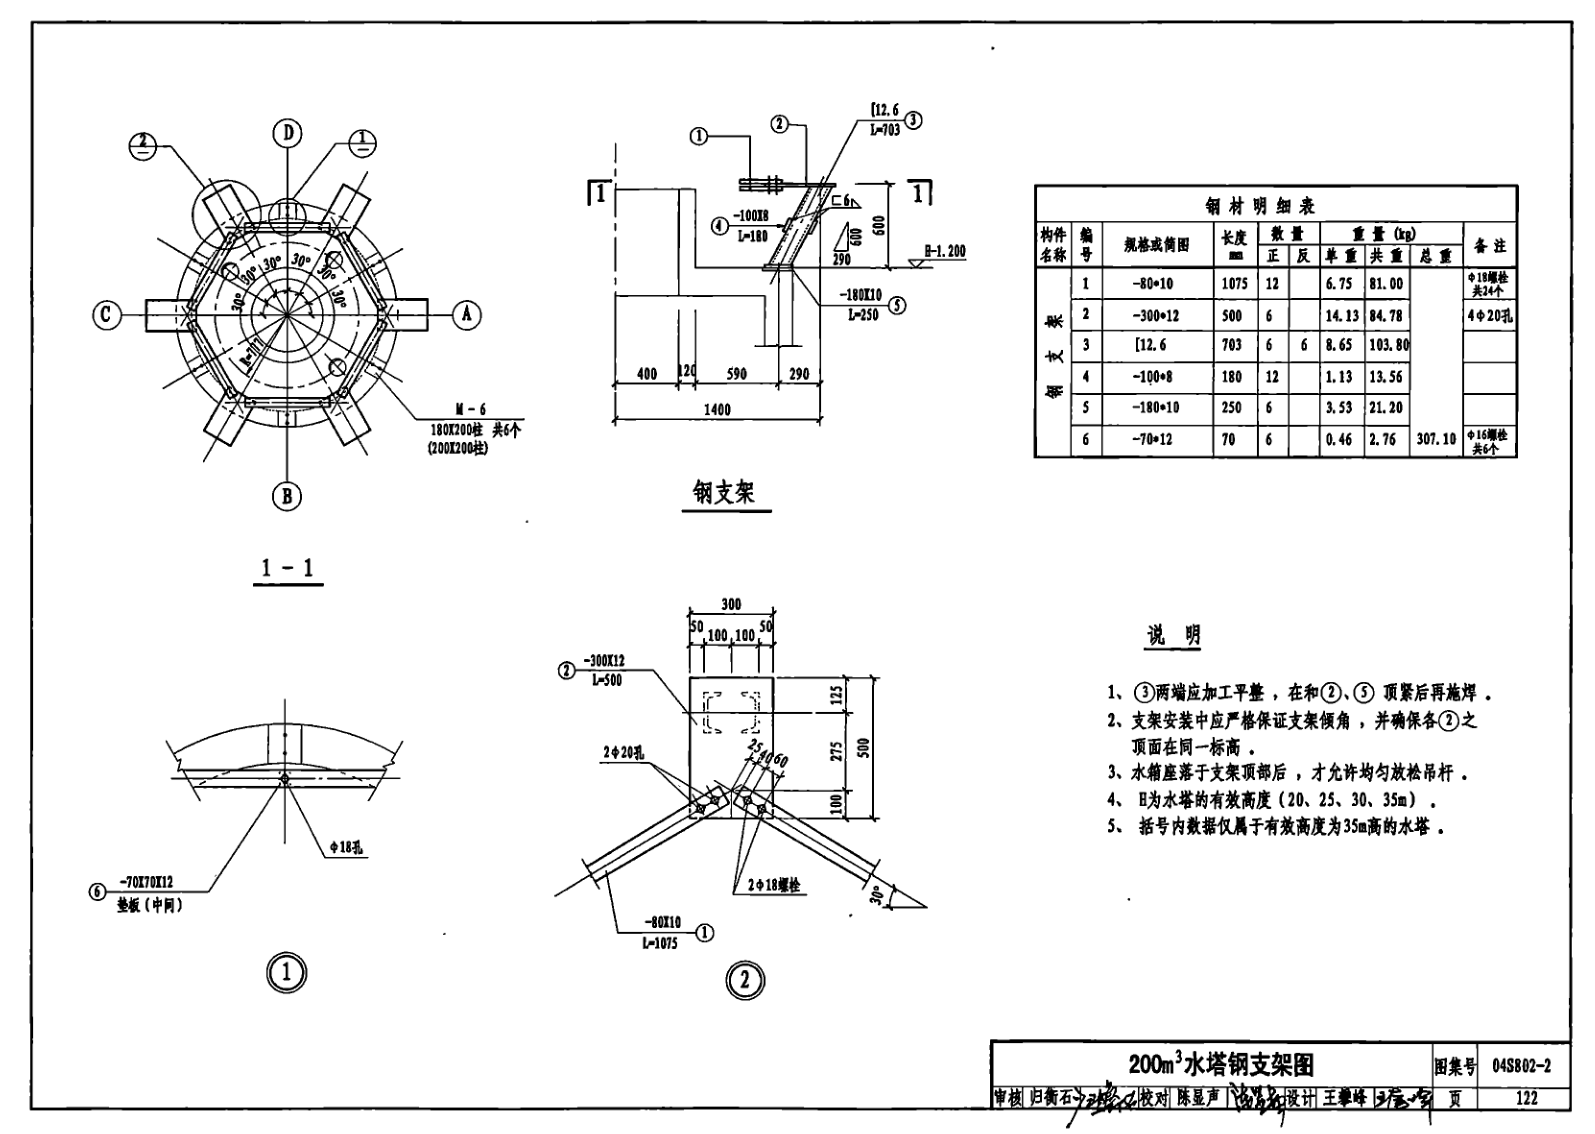 2
1
D
C
A
B
30° 30° 30° 30° 30° 30°
R=717
M-6
180X200柱 共6个
(200X200柱)
1-1
[12.6
L=703
3
2
1
1
1
-100X8
L=180
4
6
600
290
600
H-1.200
-180X10
L=250
5
400 120 590 290
1400
钢支架
钢材明细表
构件名称 编号 规格或简图 长度mm 数量 重量(kg) 备注
正 反 单重 共重 总重
钢支架
1 -80*10 1075 12 6.75 81.00 φ18螺栓共24个
2 -300*12 500 6 14.13 84.78 4φ20孔
3 [12.6 703 6 6 8.65 103.80
4 -100*8 180 12 1.13 13.56
5 -180*10 250 6 3.53 21.20
6 -70*12 70 6 0.46 2.76 307.10 φ16螺栓共6个
φ18孔
6
-70X70X12
垫板(中间)
1
300
50 100 100 50
2
-300X12
L=500
125
275
100
500
2φ20孔
25 40 60
2φ18螺栓
30°
-80X10
L=1075
1
2
说 明
1、③两端应加工平整，在和②、⑤顶紧后再施焊．
2、支架安装中应严格保证支架倾角，并确保各②之
顶面在同一标高．
3、水箱座落于支架顶部后，才允许均匀放松吊杆．
4、 H为水塔的有效高度(20、25、30、35m)．
5、 括号内数据仅属于有效高度为35m高的水塔．
200m³水塔钢支架图 图集号 04S802-2
审核 归衡石 校对 陈显声 设计 王攀峰 页 122